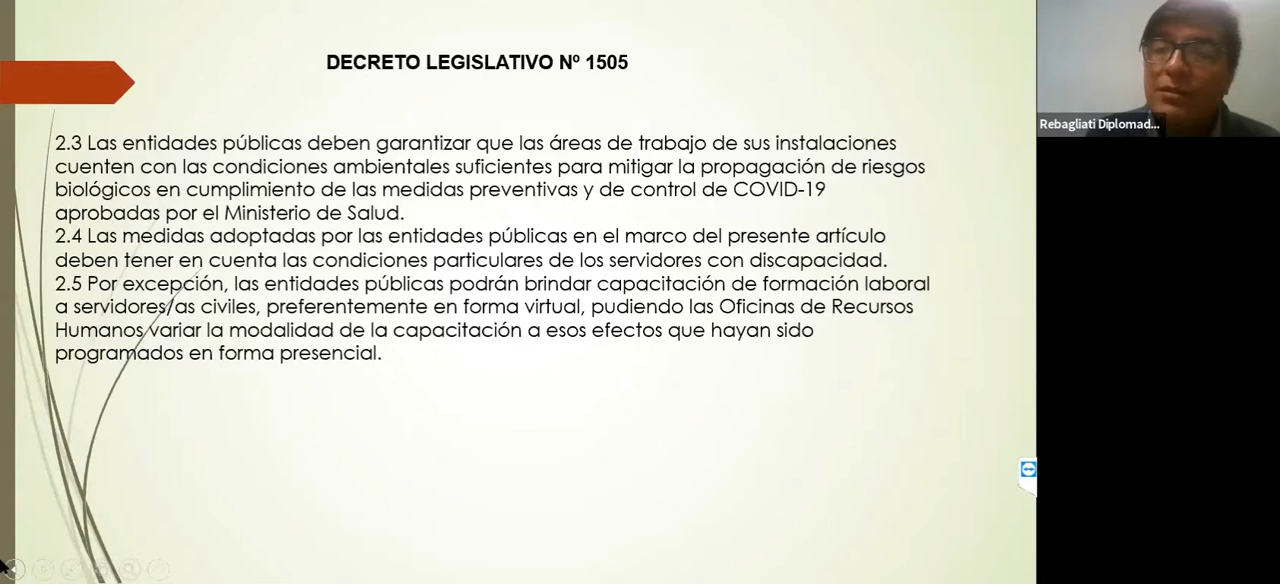 DECRETO LEGISLATIVO Nº 1505
2.3 Las entidades públicas deben garantizar que las áreas de trabajo de sus instalaciones
cuenten con las condiciones ambientales suficientes para mitigar la propagación de riesgos
biológicos en cumplimiento de las medidas preventivas y de control de COVID-19
aprobadas por el Ministerio de Salud.
2.4 Las medidas adoptadas por las entidades públicas en el marco del presente artículo
deben tener en cuenta las condiciones particulares de los servidores con discapacidad.
2.5 Por excepción, las entidades públicas podrán brindar capacitación de formación laboral
a servidores/as civiles, preferentemente en forma virtual, pudiendo las Oficinas de Recursos
Humanos variar la modalidad de la capacitación a esos efectos que hayan sido
programados en forma presencial.
Rebagliati Diplomad...